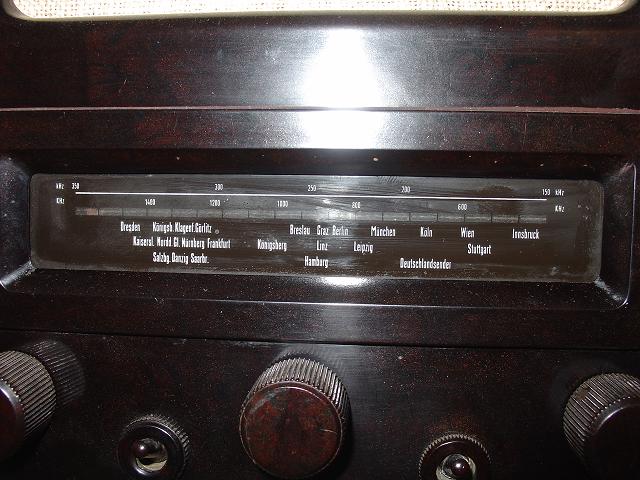 kHz 350 300 250 200 150 kHz
KHz 1400 1200 1000 800 600 KHz
Dresden Königsb. Klagenf. Görlitz Breslau Graz Berlin München Köln Wien Innsbruck
Kaisersl. Nordd. Gl. Nürnberg Frankfurt Königsberg Linz Leipzig Stuttgart
Salzbg. Danzig Saarbr. Hamburg Deutschlandsender